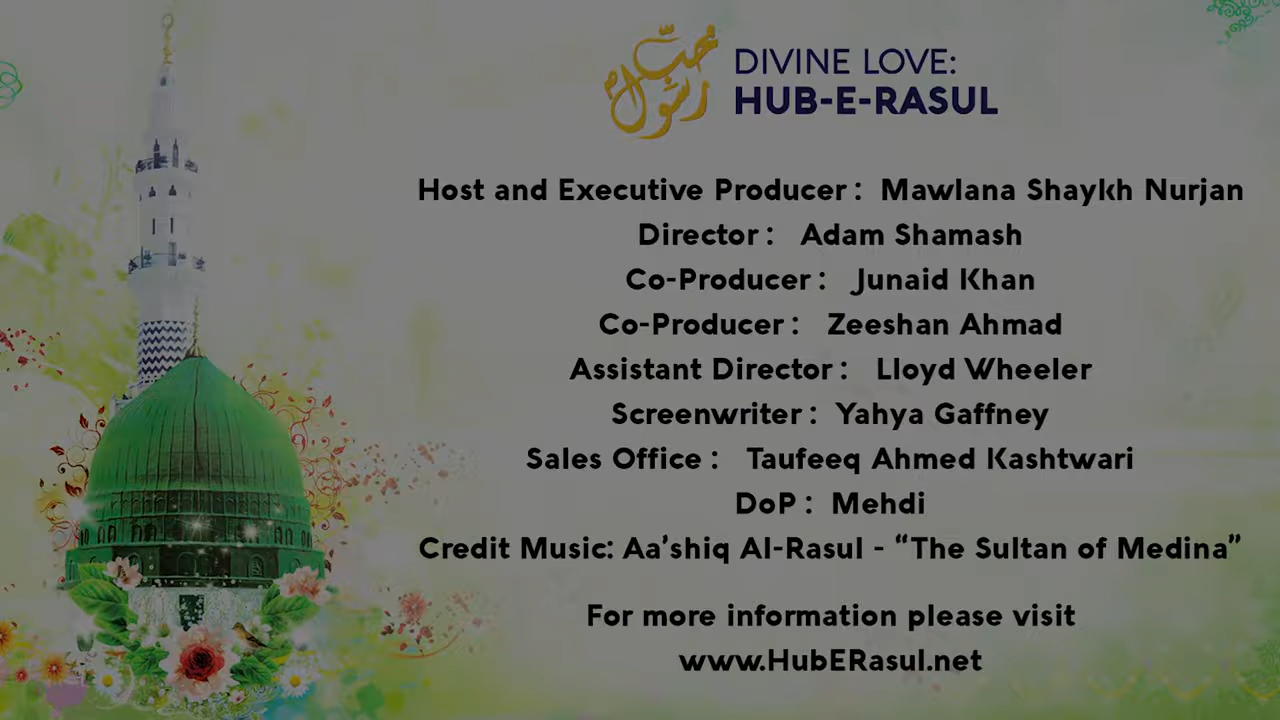 محبّ
رسول
DIVINE LOVE:
HUB-E-RASUL
Host and Executive Producer : Mawlana Shaykh Nurjan
Director : Adam Shamash
Co-Producer : Junaid Khan
Co-Producer : Zeeshan Ahmad
Assistant Director : Lloyd Wheeler
Screenwriter : Yahya Gaffney
Sales Office : Taufeeq Ahmed Kashtwari
DoP : Mehdi
Credit Music: Aa’shiq Al-Rasul - “The Sultan of Medina”
For more information please visit
www.HubERasul.net